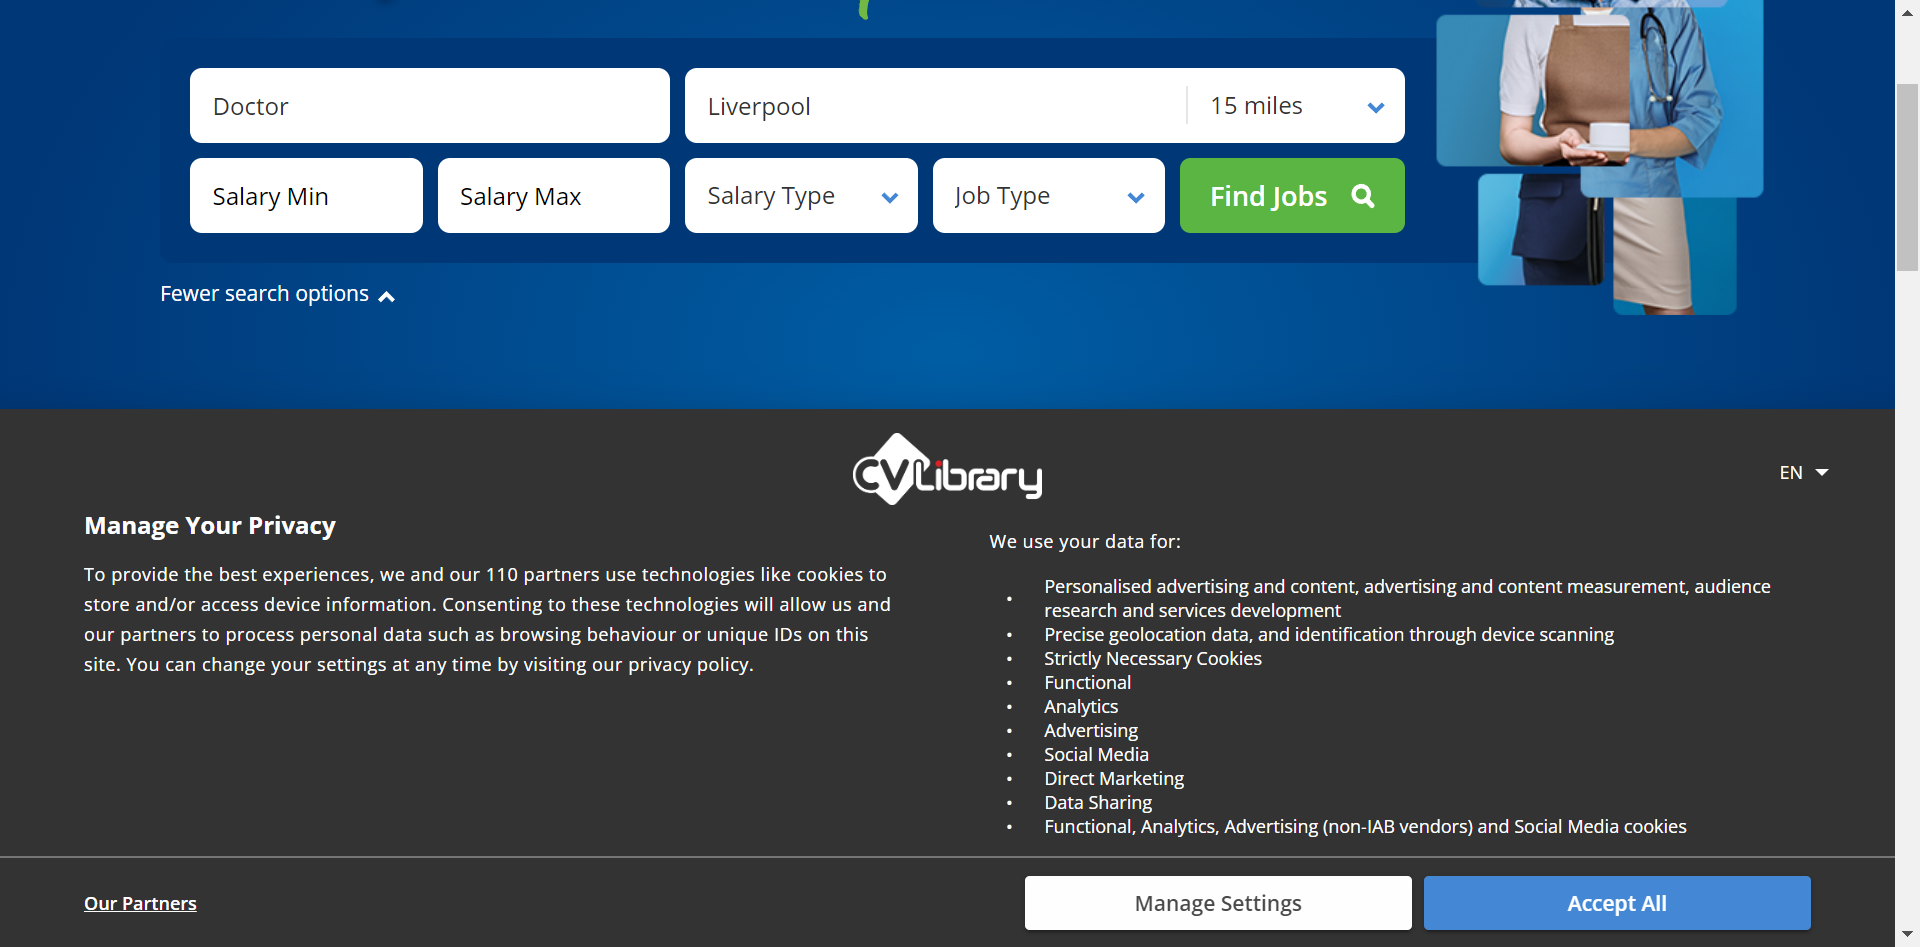 Doctor
Liverpool
15 miles
Salary Min
Salary Max
Salary Type
Job Type
Find Jobs
Fewer search options
CVLibrary
EN
Manage Your Privacy
To provide the best experiences, we and our 110 partners use technologies like cookies to
store and/or access device information. Consenting to these technologies will allow us and
our partners to process personal data such as browsing behaviour or unique IDs on this
site. You can change your settings at any time by visiting our privacy policy.
We use your data for:
• Personalised advertising and content, advertising and content measurement, audience
research and services development
• Precise geolocation data, and identification through device scanning
• Strictly Necessary Cookies
• Functional
• Analytics
• Advertising
• Social Media
• Direct Marketing
• Data Sharing
• Functional, Analytics, Advertising (non-IAB vendors) and Social Media cookies
Our Partners
Manage Settings
Accept All